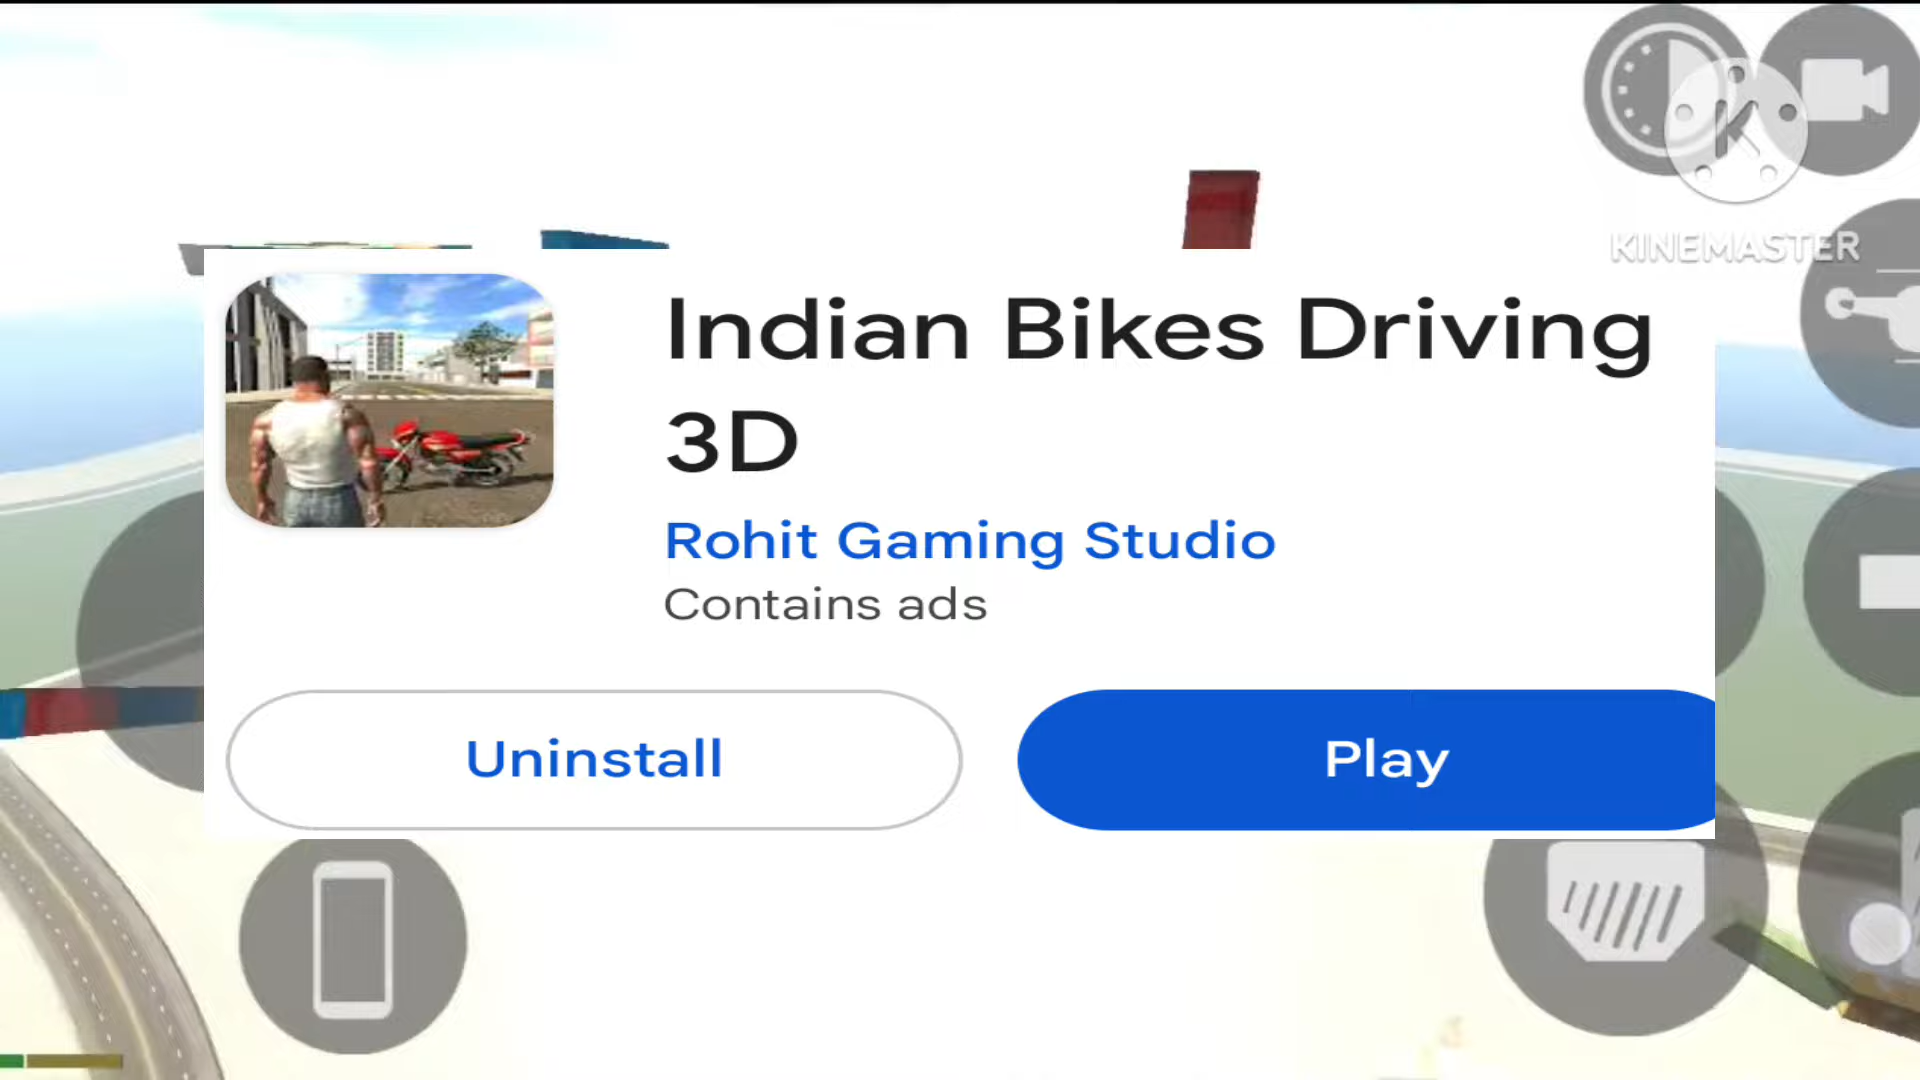 KINEMASTER
Indian Bikes Driving
3D
Rohit Gaming Studio
Contains ads
Uninstall
Play